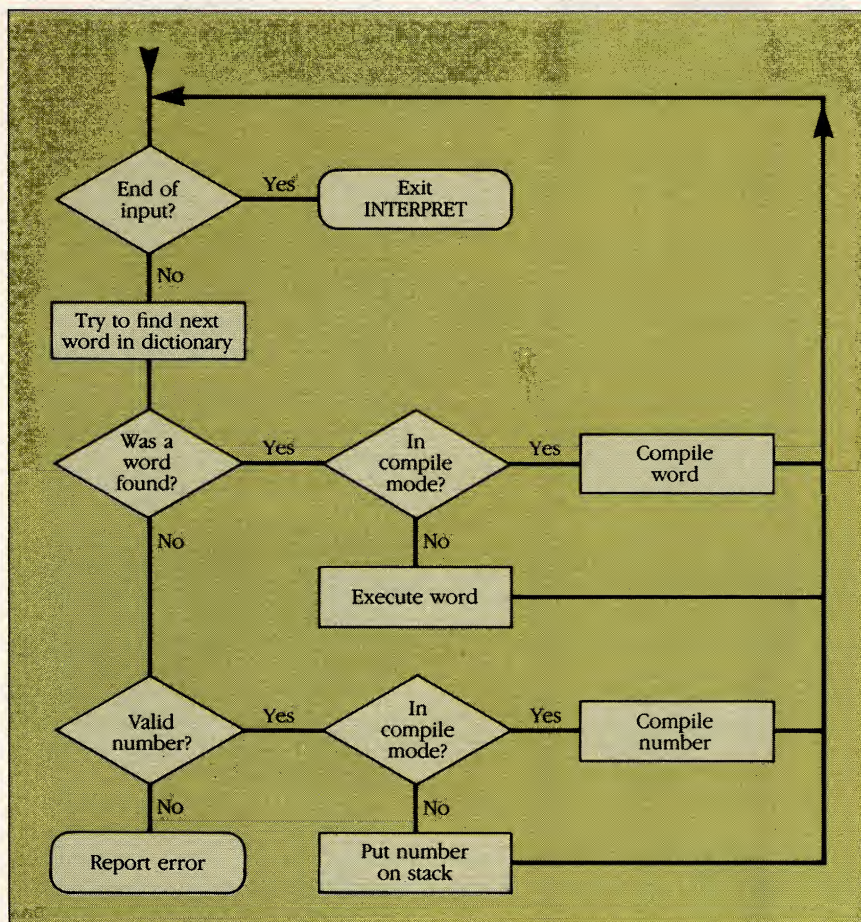 End of
input?
Yes
Exit
INTERPRET
No
Try to find next
word in dictionary
Was a
word
found?
Yes
In
compile
mode?
Yes
Compile
word
No
No
Execute word
Valid
number?
Yes
In
compile
mode?
Yes
Compile
number
No
No
Report error
Put number
on stack